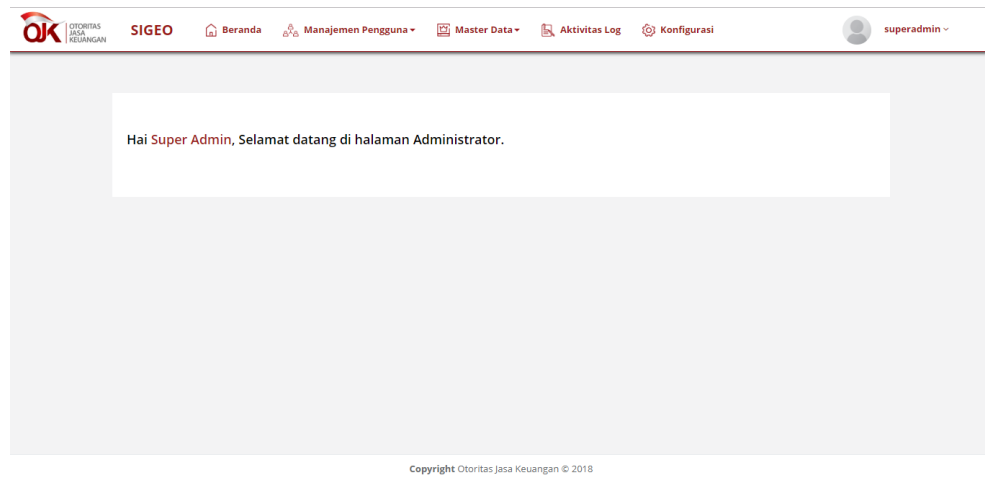 OJK OTORITAS
JASA
KEUANGAN
SIGEO Beranda Manajemen Pengguna Master Data Aktivitas Log Konfigurasi superadmin
Hai Super Admin, Selamat datang di halaman Administrator.
Copyright Otoritas Jasa Keuangan © 2018